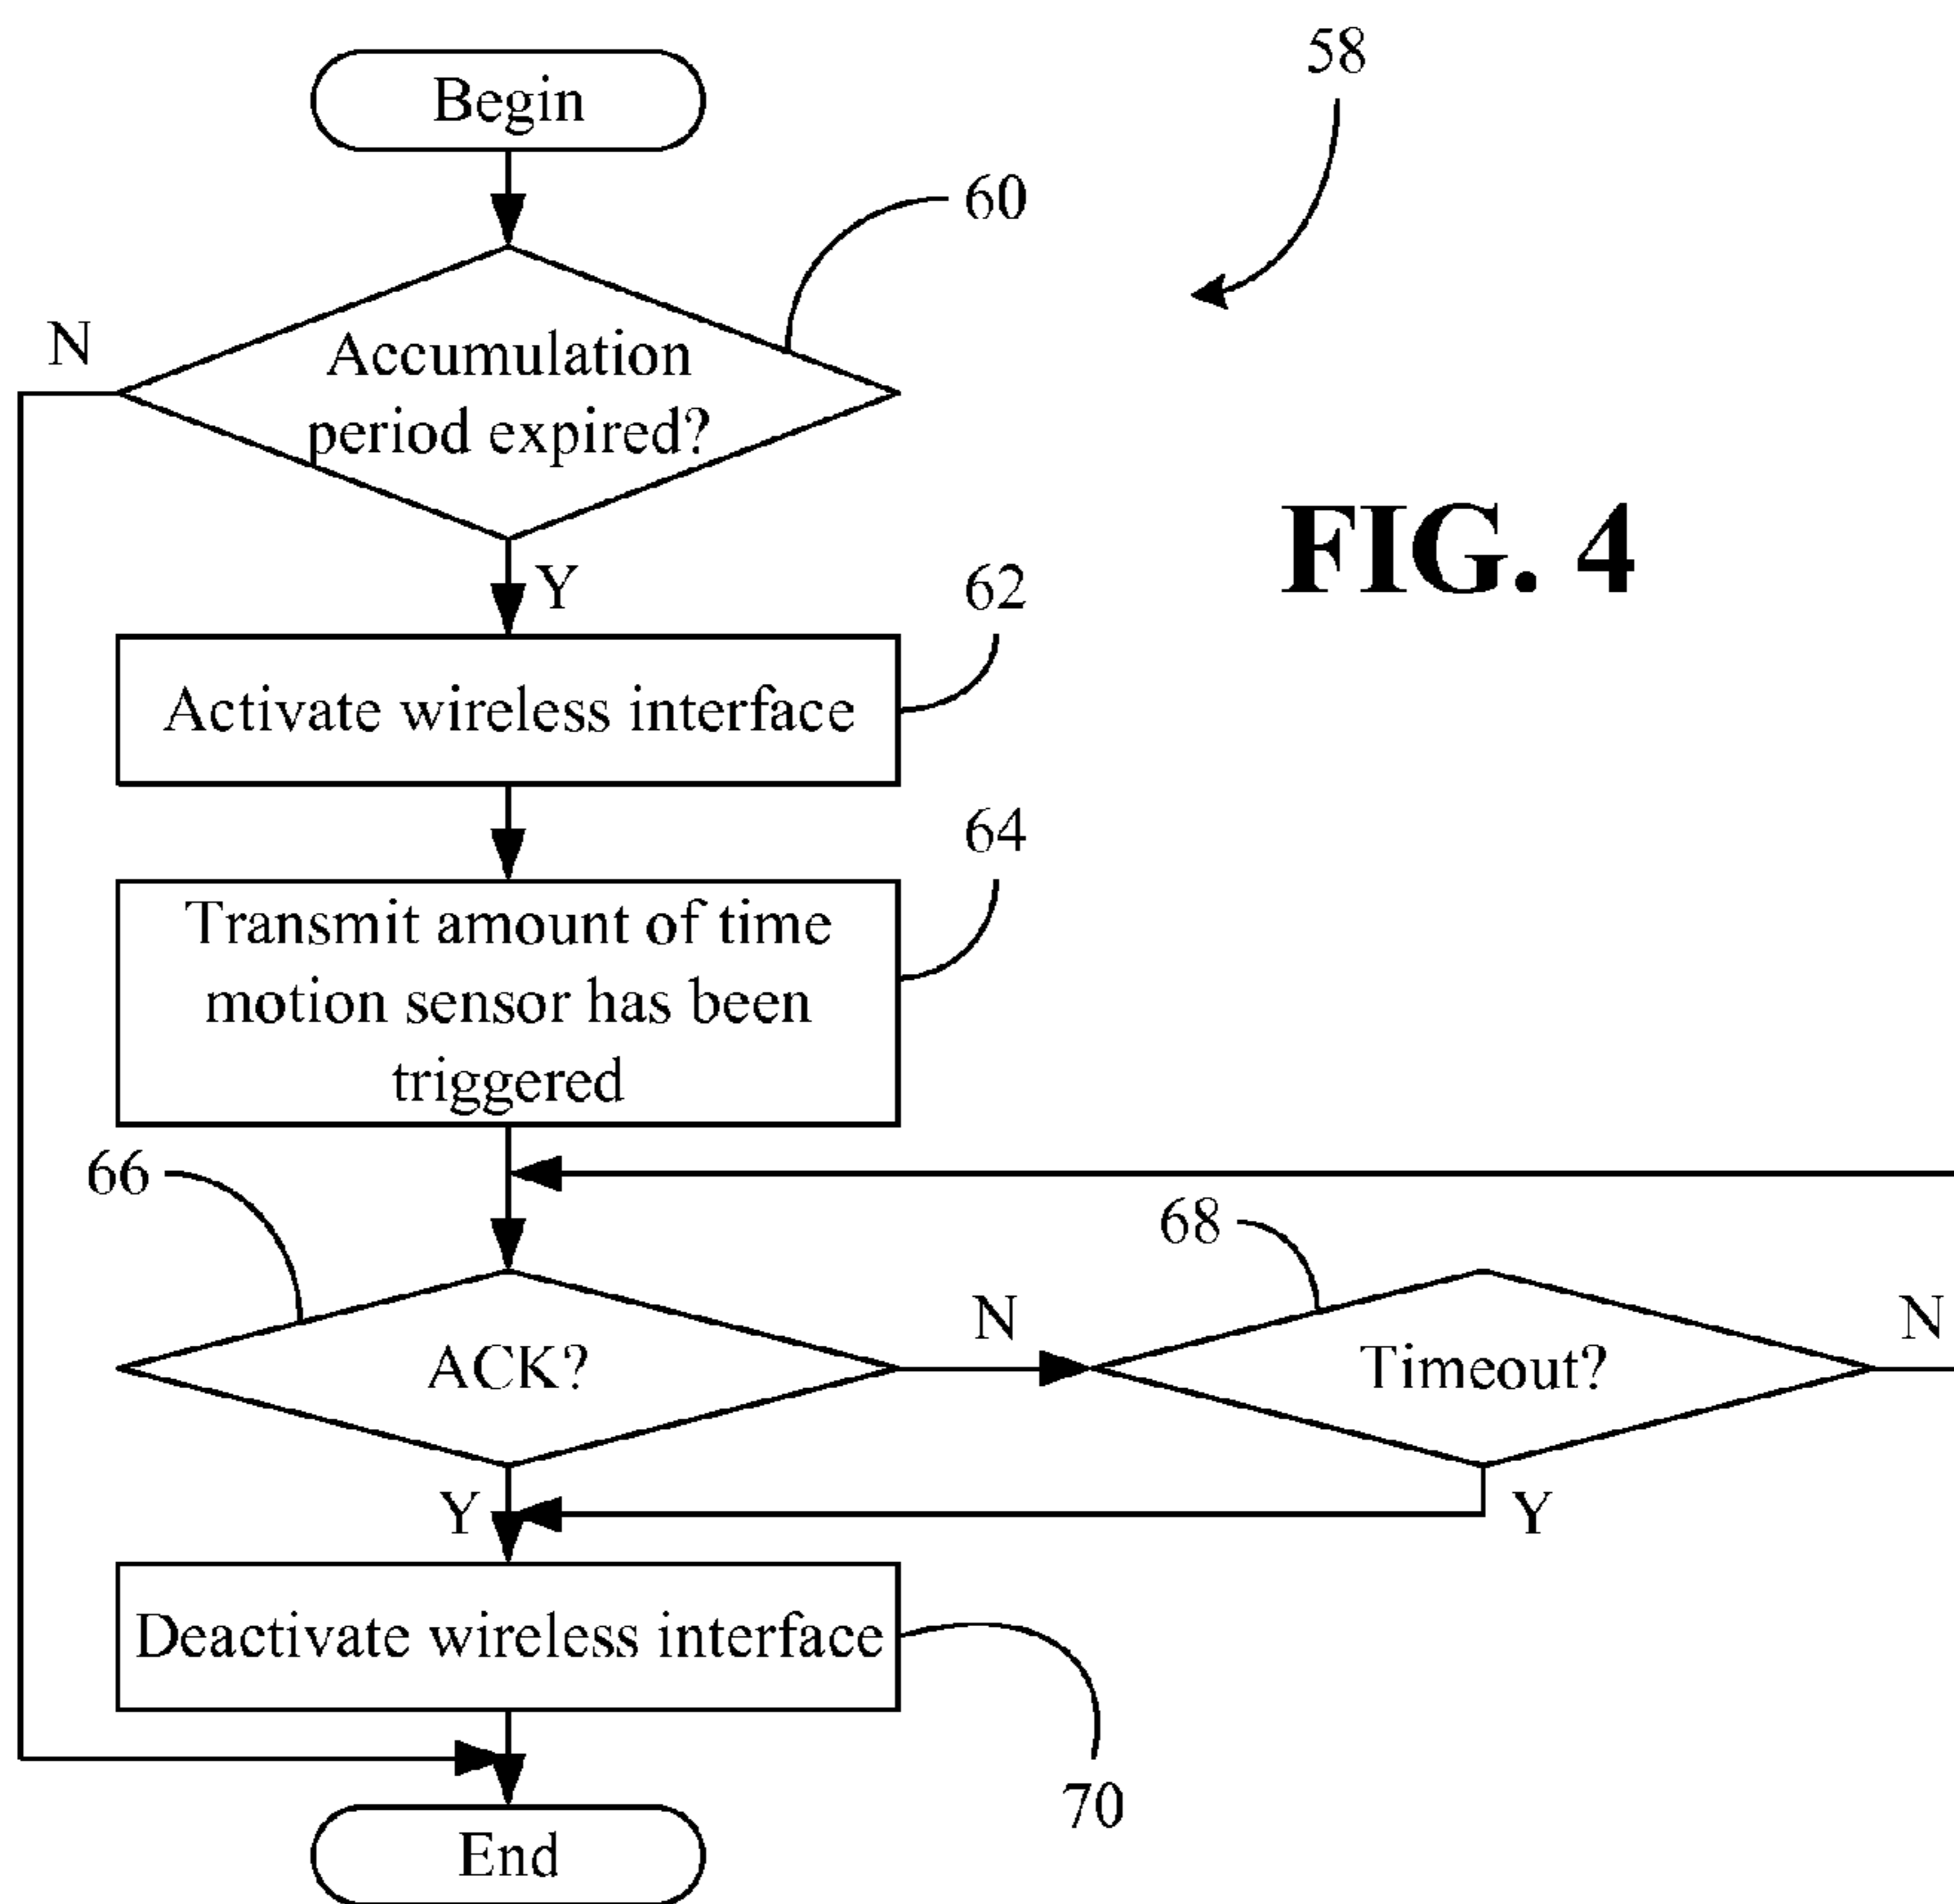 Begin
58
60
N
Accumulation
period expired?
FIG. 4
Y
62
Activate wireless interface
64
Transmit amount of time
motion sensor has been
triggered
66
68
N
N
ACK?
Timeout?
Y
Y
Deactivate wireless interface
70
End